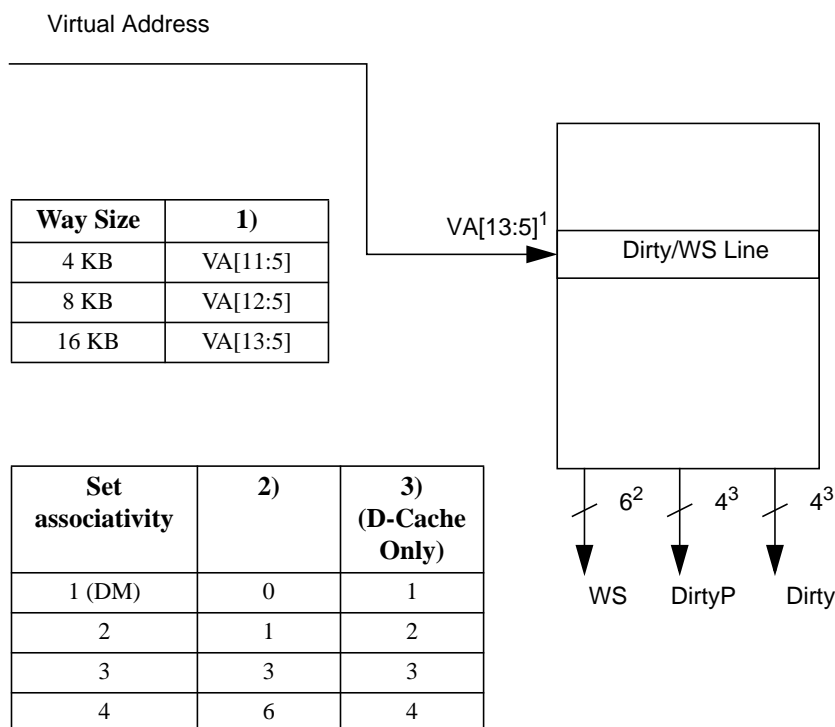 Virtual Address
Way Size 1)
4 KB VA[11:5]
8 KB VA[12:5]
16 KB VA[13:5]
VA[13:5]1
Dirty/WS Line
62 43 43
WS DirtyP Dirty
Set associativity 2) 3) (D-Cache Only)
1 (DM) 0 1
2 1 2
3 3 3
4 6 4